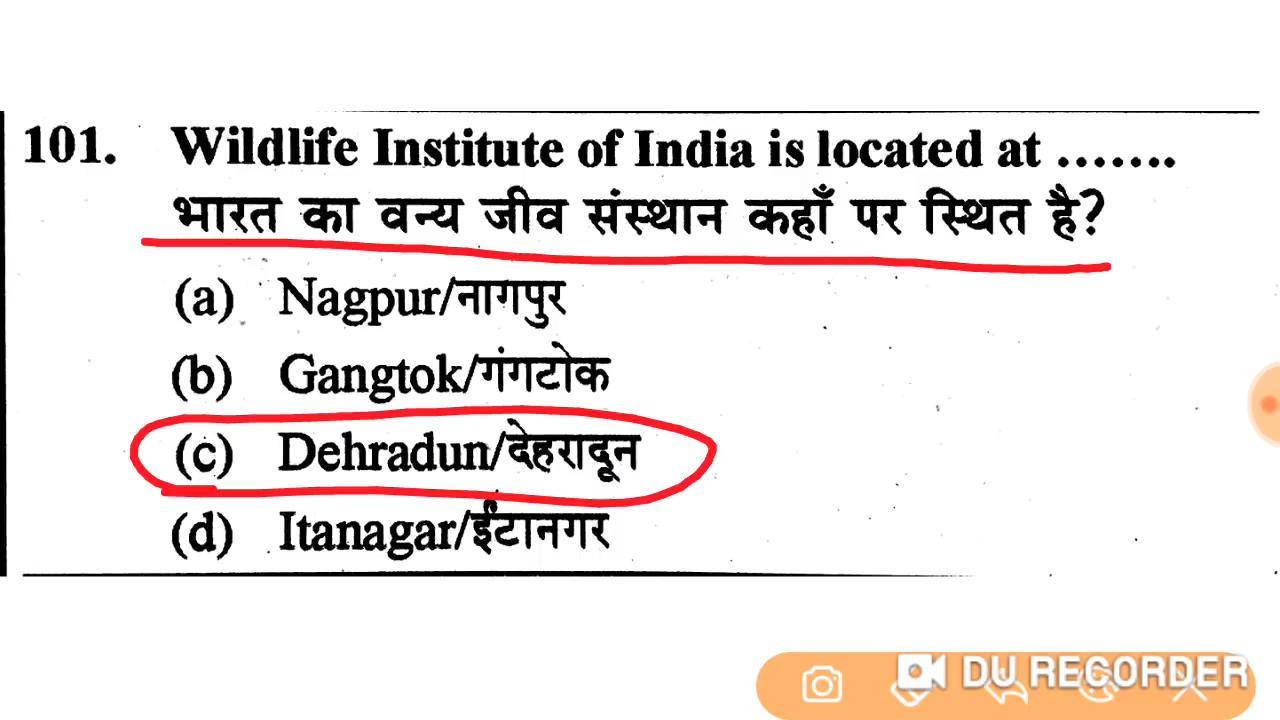 101. Wildlife Institute of India is located at .......
भारत का वन्य जीव संस्थान कहाँ पर स्थित है?
(a) Nagpur/नागपुर
(b) Gangtok/गंगटोक
(c) Dehradun/देहरादून
(d) Itanagar/ईंटानगर
DU RECORDER